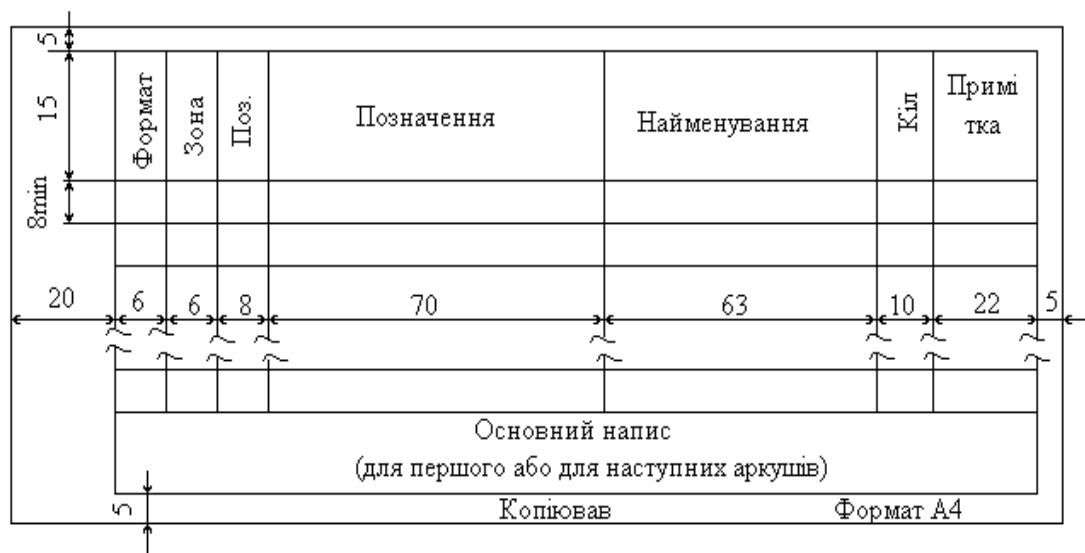 5
15
8min
Формат
Зона
Поз.
Позначення
Найменування
Кіл
Примі
тка
20
6
6
8
70
63
10
22
5
Основний напис
(для першого або для наступних аркушів)
5
Копіював
Формат А4